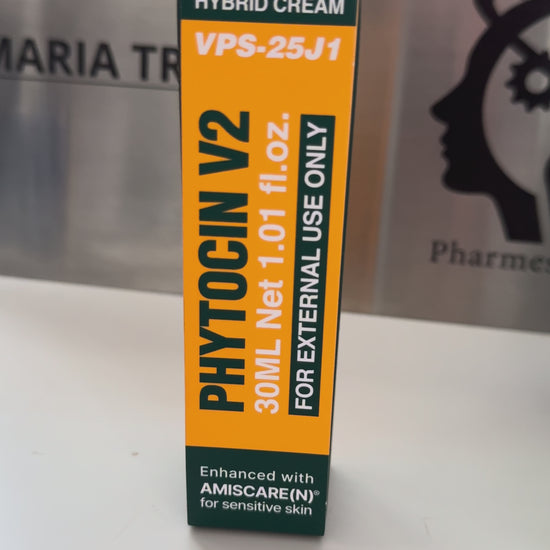 HYBRID CREAM
VPS-25J1
PHYTOCIN V2
30ML Net 1.01 fl.oz.
FOR EXTERNAL USE ONLY
Enhanced with
AMISCARE(N)®
for sensitive skin
MARIA TR
Pharmes